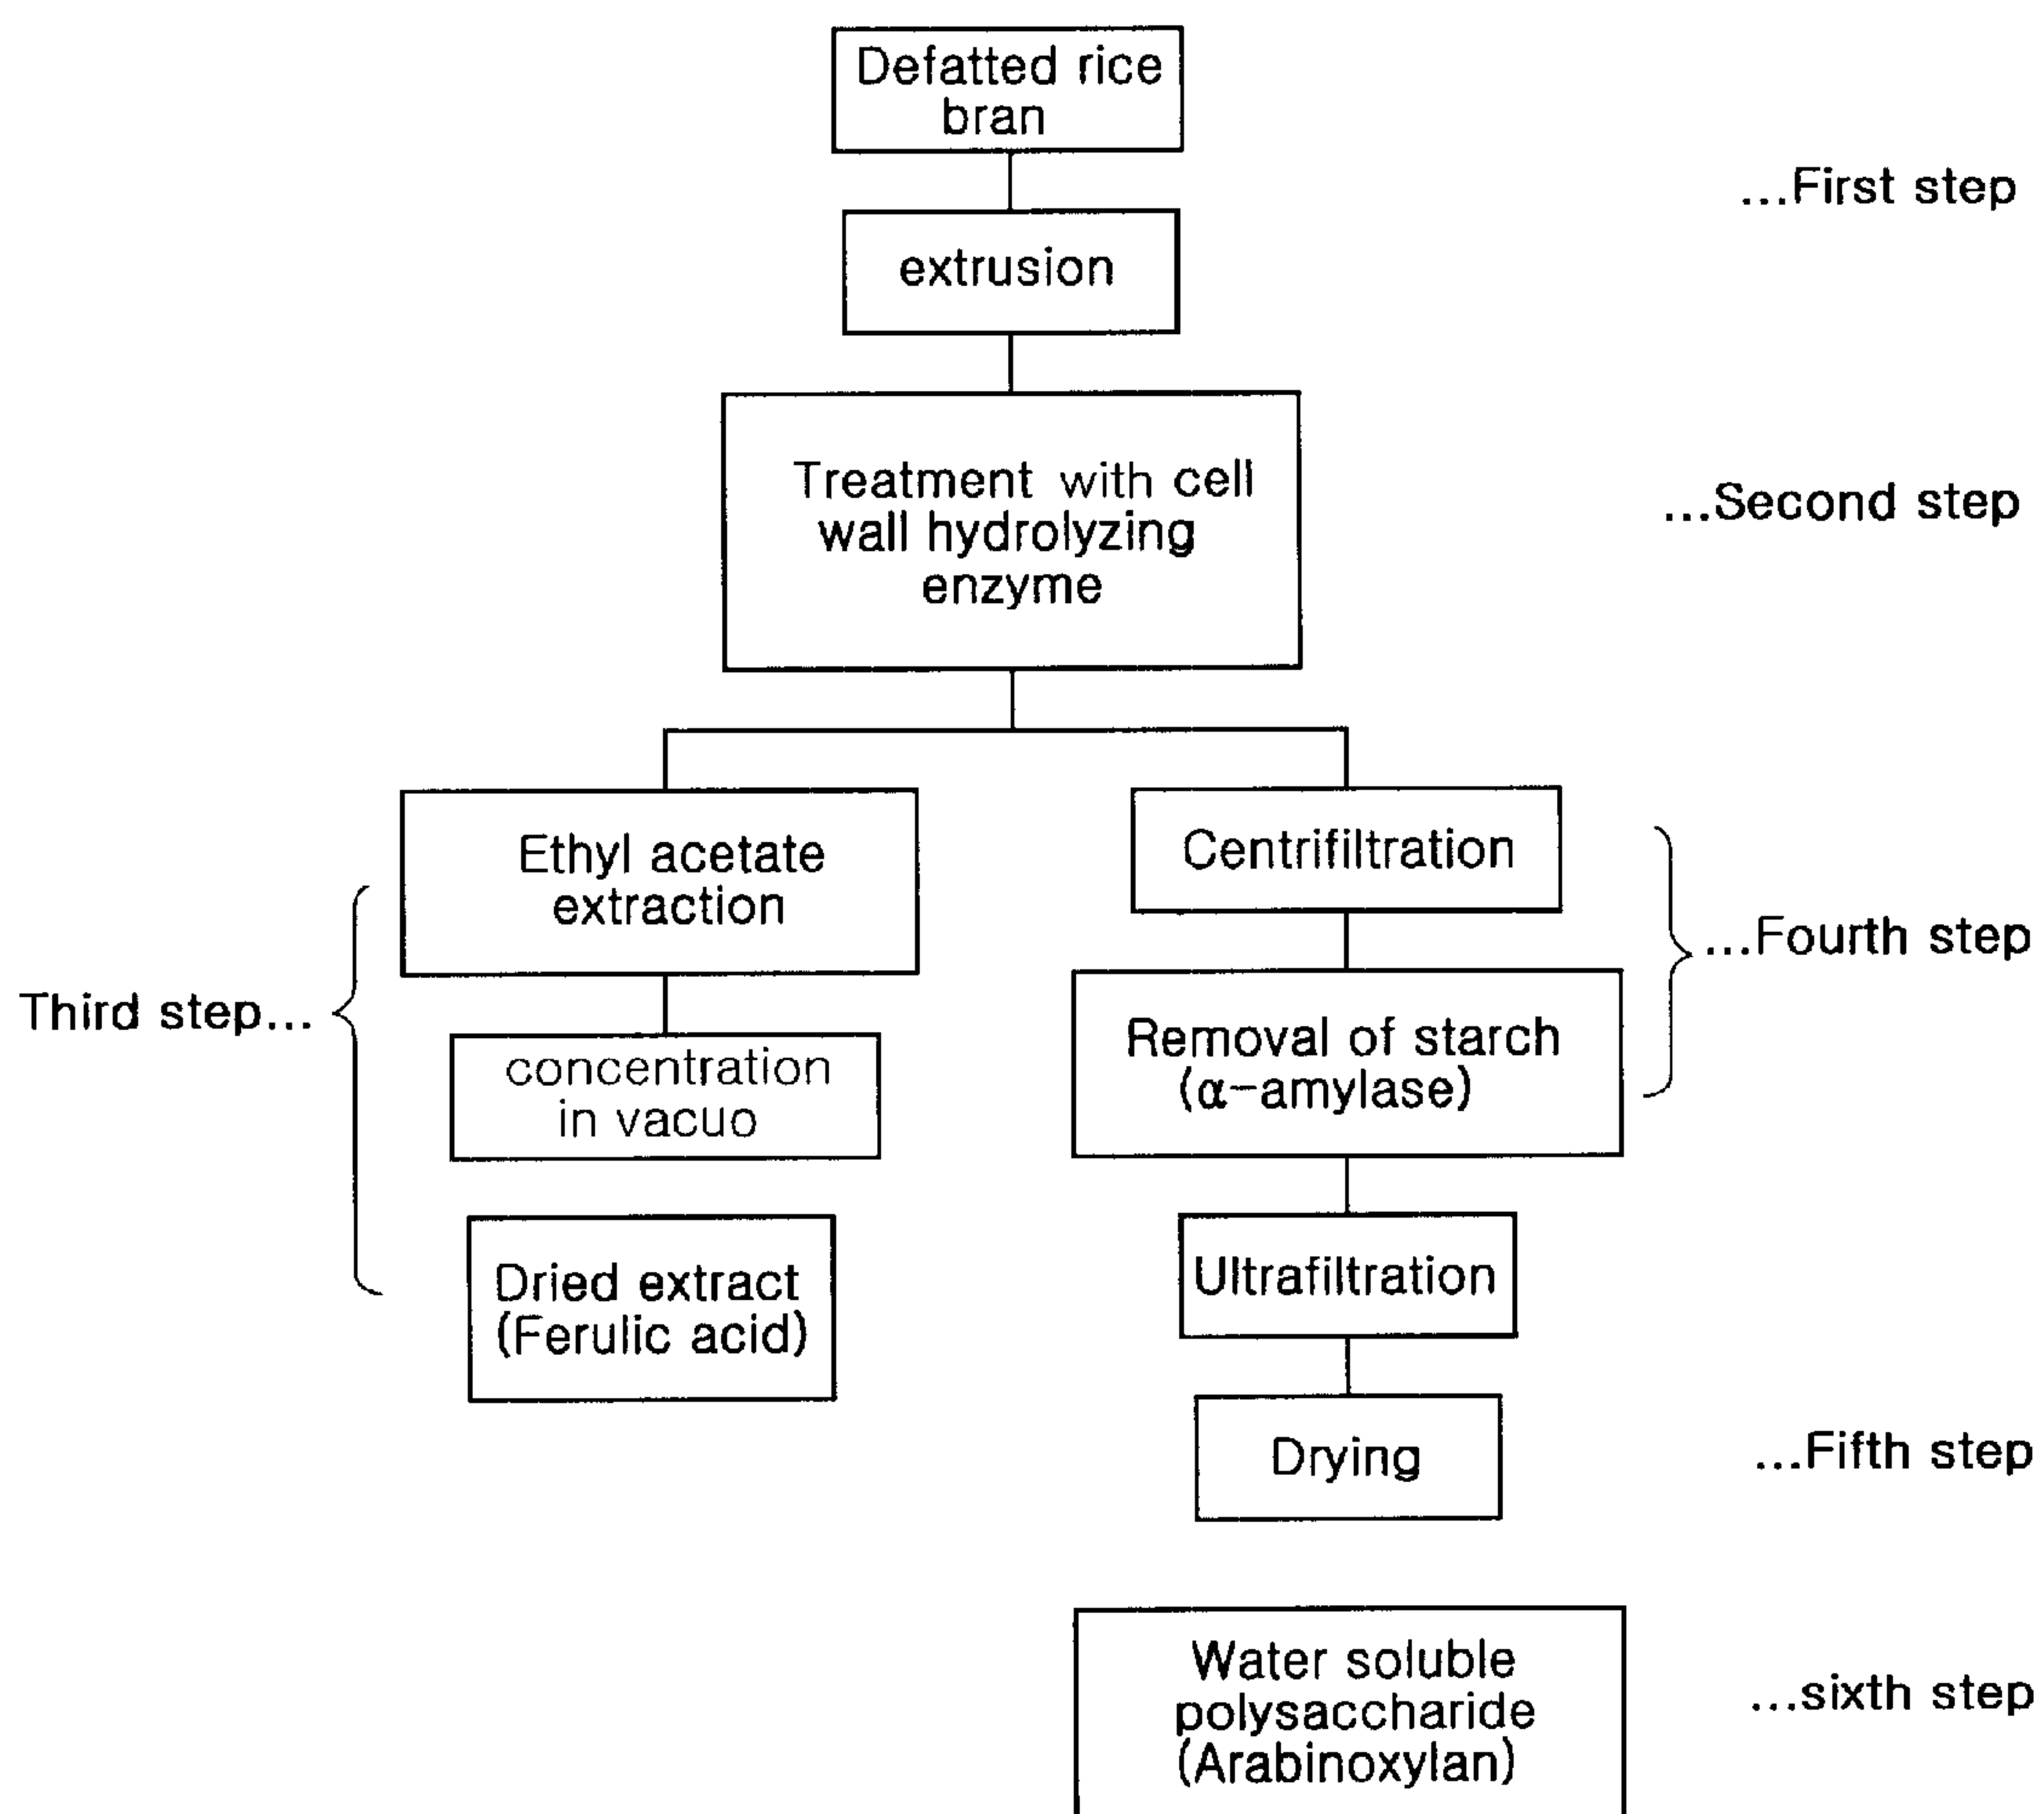 Defatted rice
bran
...First step
extrusion
Treatment with cell
wall hydrolyzing
enzyme
...Second step
Ethyl acetate
extraction
concentration
in vacuo
Dried extract
(Ferulic acid)
Third step...
Centrifiltration
Removal of starch
(α-amylase)
...Fourth step
Ultrafiltration
Drying
...Fifth step
Water soluble
polysaccharide
(Arabinoxylan)
...sixth step